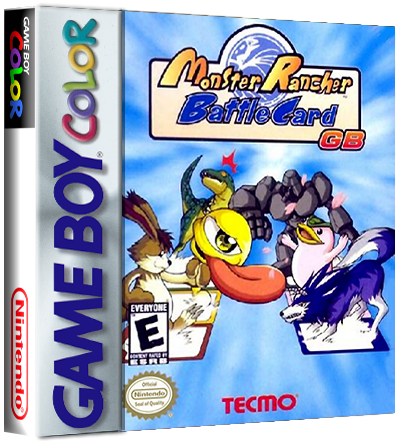 GAME BOY
COLOR
Nintendo
GAME BOY COLOR
Monster Rancher
Battle Card
GB
TM
EVERYONE
E
CONTENT RATED BY
ESRB
Official
Nintendo
Seal of Quality
TECMO